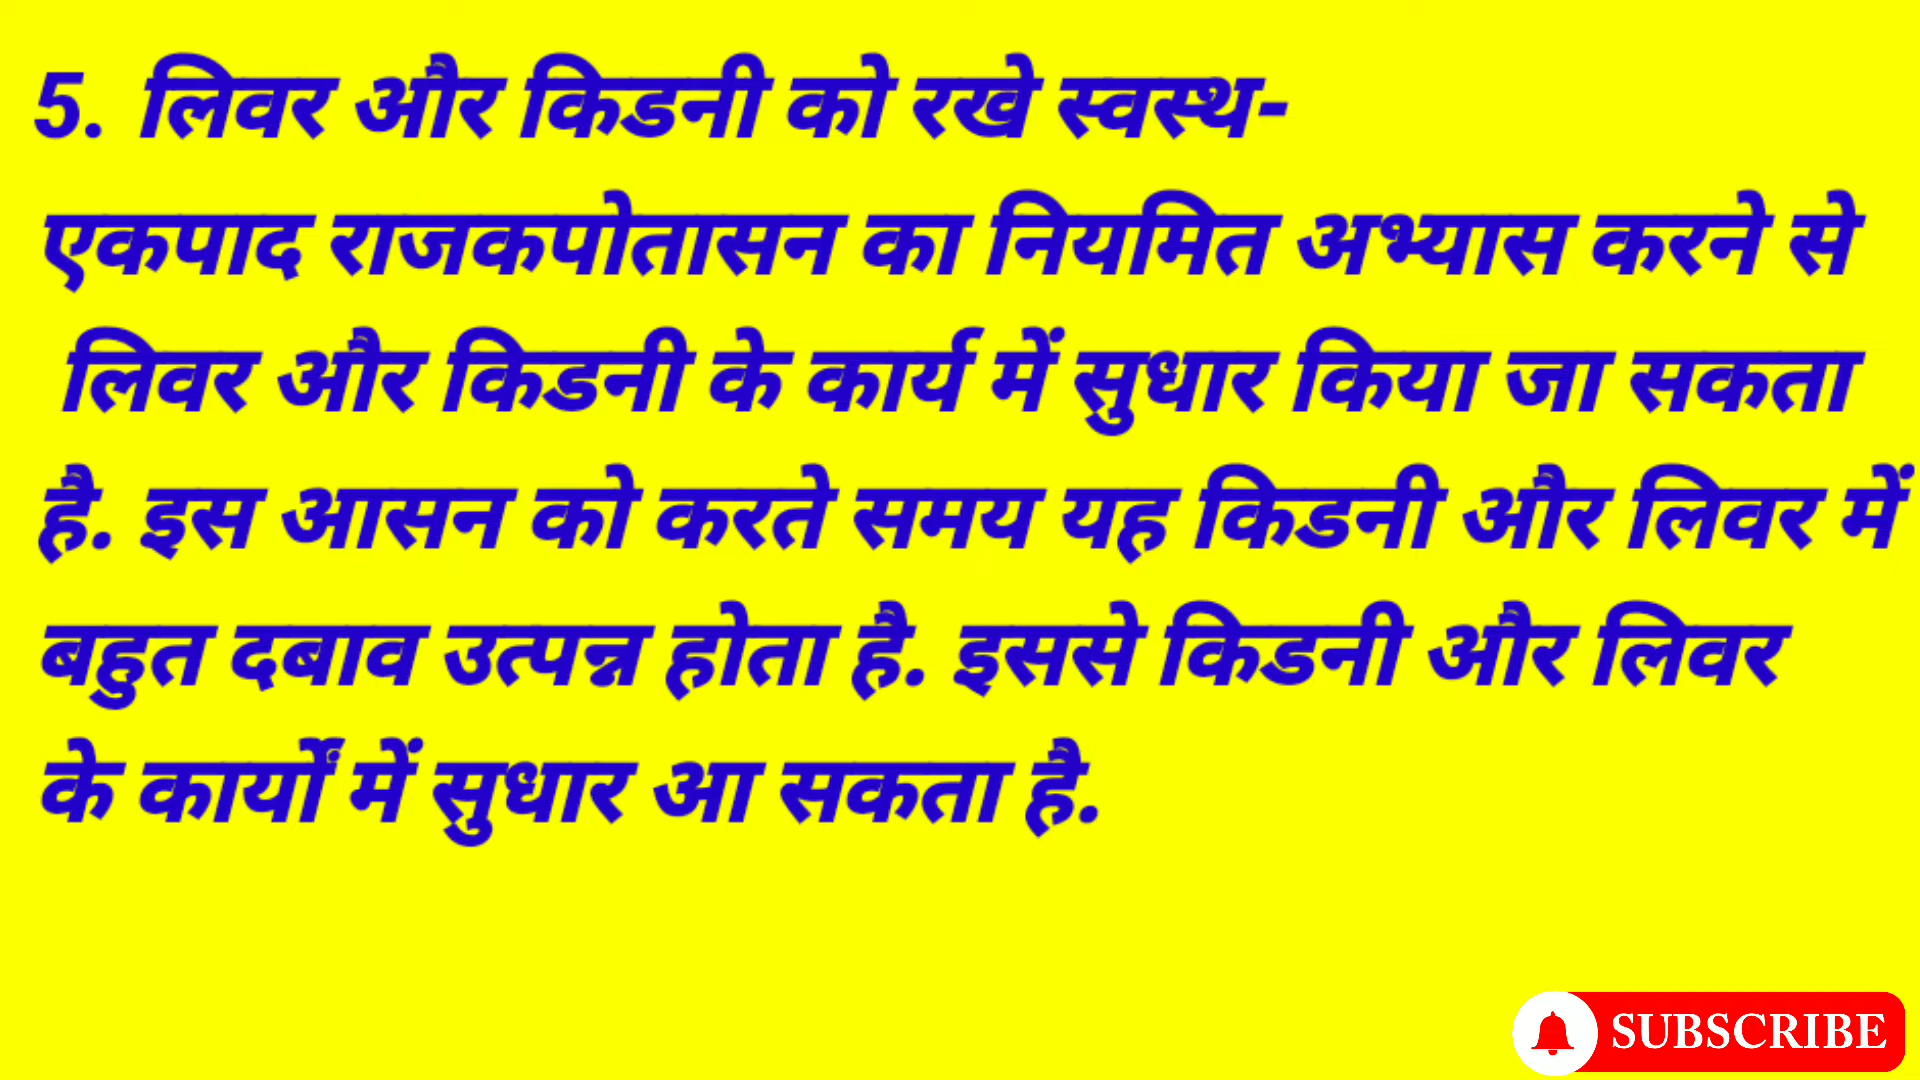 5. लिवर और किडनी को रखे स्वस्थ-
एकपाद राजकपोतासन का नियमित अभ्यास करने से
लिवर और किडनी के कार्य में सुधार किया जा सकता
है. इस आसन को करते समय यह किडनी और लिवर में
बहुत दबाव उत्पन्न होता है. इससे किडनी और लिवर
के कार्यों में सुधार आ सकता है.
SUBSCRIBE